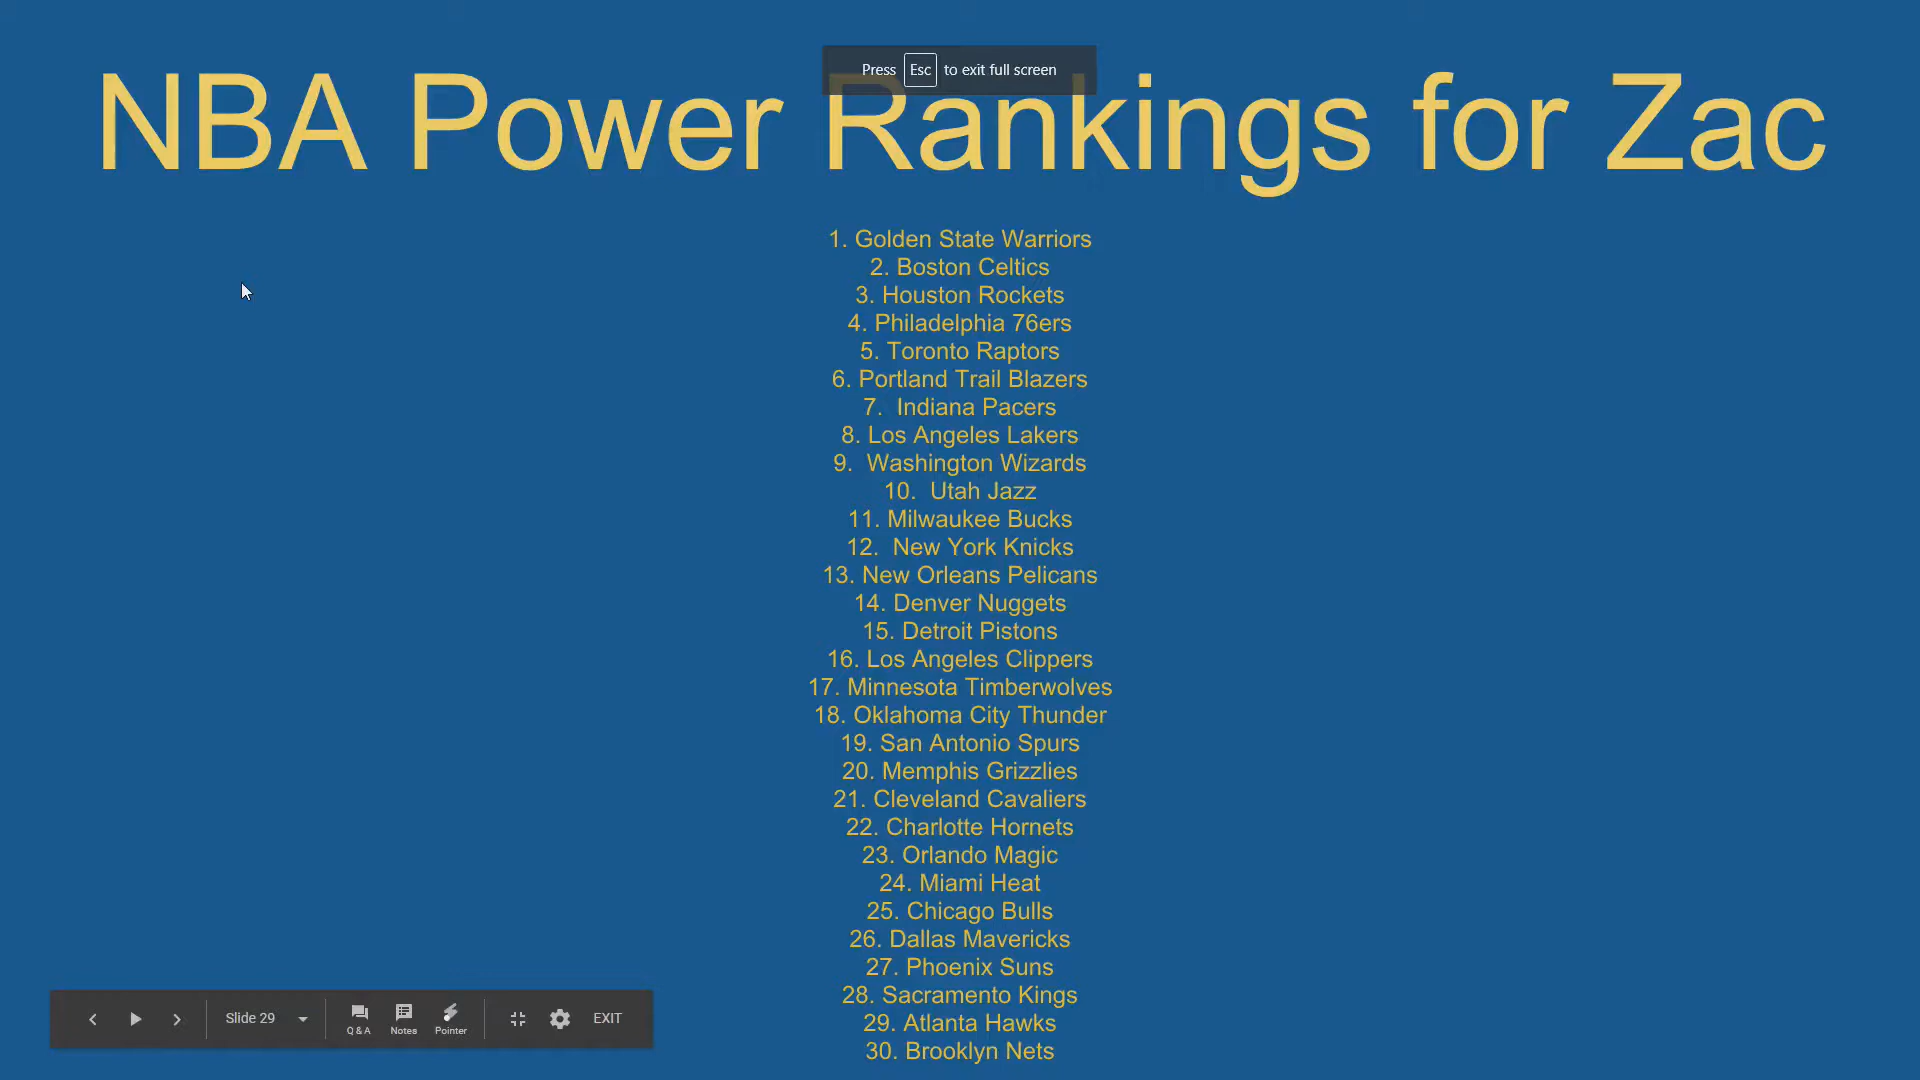 Press Esc to exit full screen
NBA Power Rankings for Zac
1. Golden State Warriors
2. Boston Celtics
3. Houston Rockets
4. Philadelphia 76ers
5. Toronto Raptors
6. Portland Trail Blazers
7. Indiana Pacers
8. Los Angeles Lakers
9. Washington Wizards
10. Utah Jazz
11. Milwaukee Bucks
12. New York Knicks
13. New Orleans Pelicans
14. Denver Nuggets
15. Detroit Pistons
16. Los Angeles Clippers
17. Minnesota Timberwolves
18. Oklahoma City Thunder
19. San Antonio Spurs
20. Memphis Grizzlies
21. Cleveland Cavaliers
22. Charlotte Hornets
23. Orlando Magic
24. Miami Heat
25. Chicago Bulls
26. Dallas Mavericks
27. Phoenix Suns
28. Sacramento Kings
29. Atlanta Hawks
30. Brooklyn Nets
Slide 29 Q & A Notes Pointer EXIT